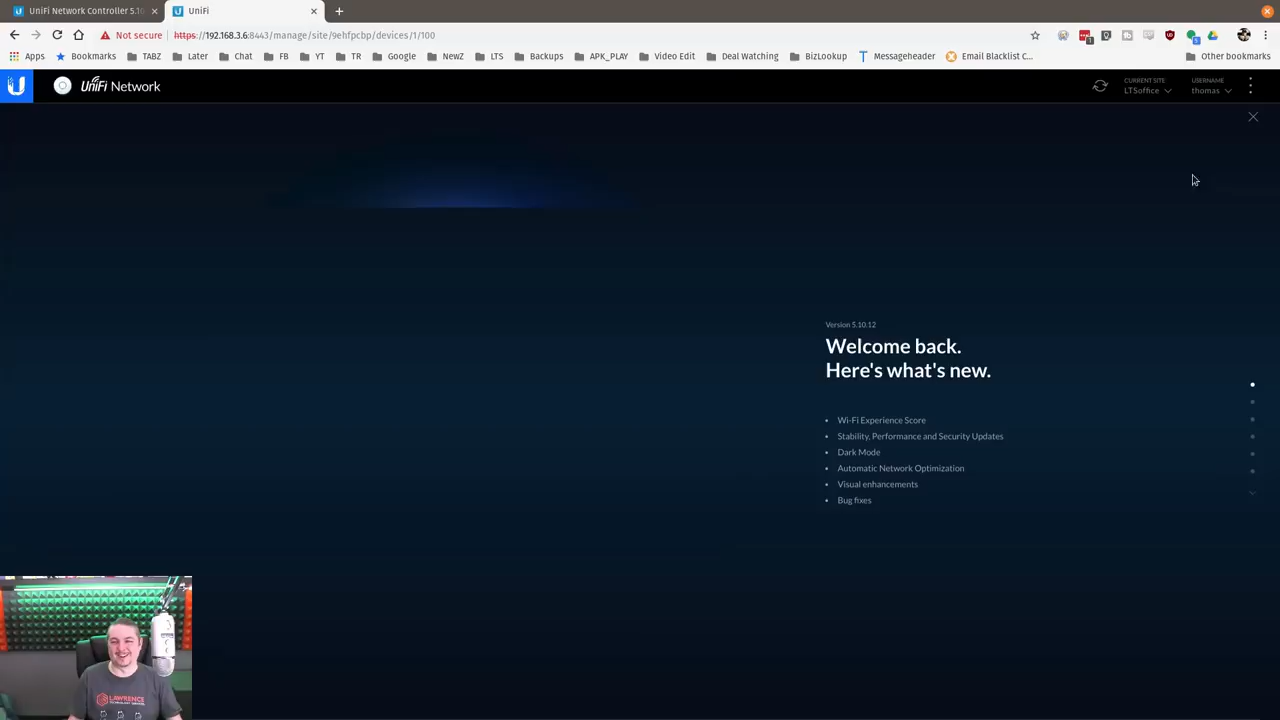 UniFi Network Controller 5.10
UniFi
Not secure
https://192.168.3.6:8443/manage/site/9ehfpcbp/devices/1/100
Apps Bookmarks TABZ Later Chat FB YT TR Google NewZ LTS Backups APK_PLAY Video Edit Deal Watching BizLookup Messageheader Email Blacklist C... Other bookmarks
UniFi Network
CURRENT SITE
LTSoffice
USERNAME
thomas
Version 5.10.12
Welcome back.
Here's what's new.
• Wi-Fi Experience Score
• Stability, Performance and Security Updates
• Dark Mode
• Automatic Network Optimization
• Visual enhancements
• Bug fixes
LAWRENCE